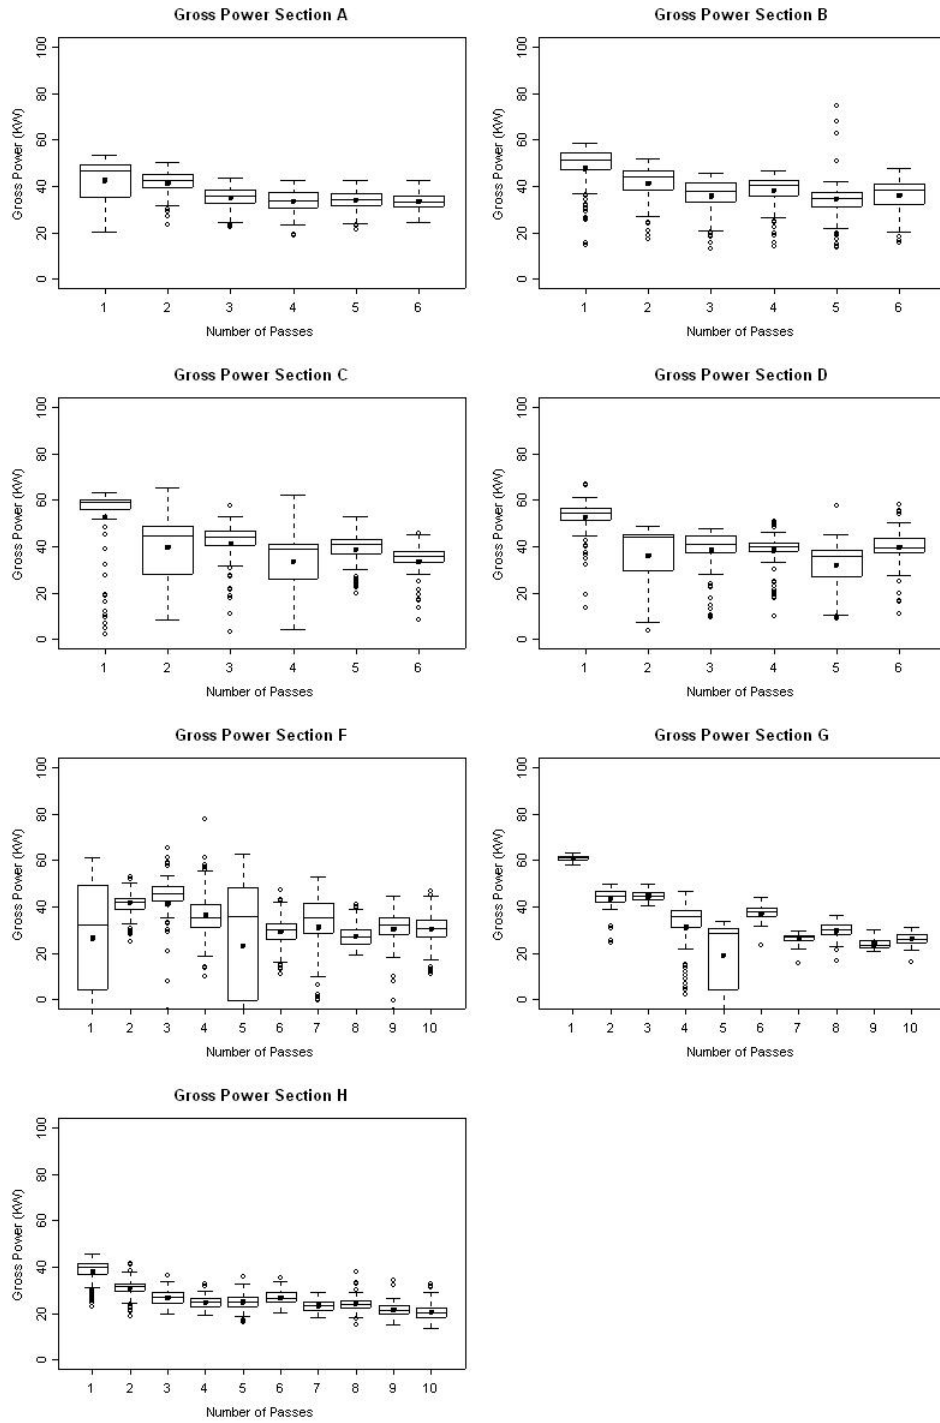 Gross Power Section A
Gross Power (KW)
0 20 40 60 80 100
1 2 3 4 5 6
Number of Passes
Gross Power Section B
Gross Power (KW)
0 20 40 60 80 100
1 2 3 4 5 6
Number of Passes
Gross Power Section C
Gross Power (KW)
0 20 40 60 80 100
1 2 3 4 5 6
Number of Passes
Gross Power Section D
Gross Power (KW)
0 20 40 60 80 100
1 2 3 4 5 6
Number of Passes
Gross Power Section F
Gross Power (KW)
0 20 40 60 80 100
1 2 3 4 5 6 7 8 9 10
Number of Passes
Gross Power Section G
Gross Power (KW)
0 20 40 60 80 100
1 2 3 4 5 6 7 8 9 10
Number of Passes
Gross Power Section H
Gross Power (KW)
0 20 40 60 80 100
1 2 3 4 5 6 7 8 9 10
Number of Passes